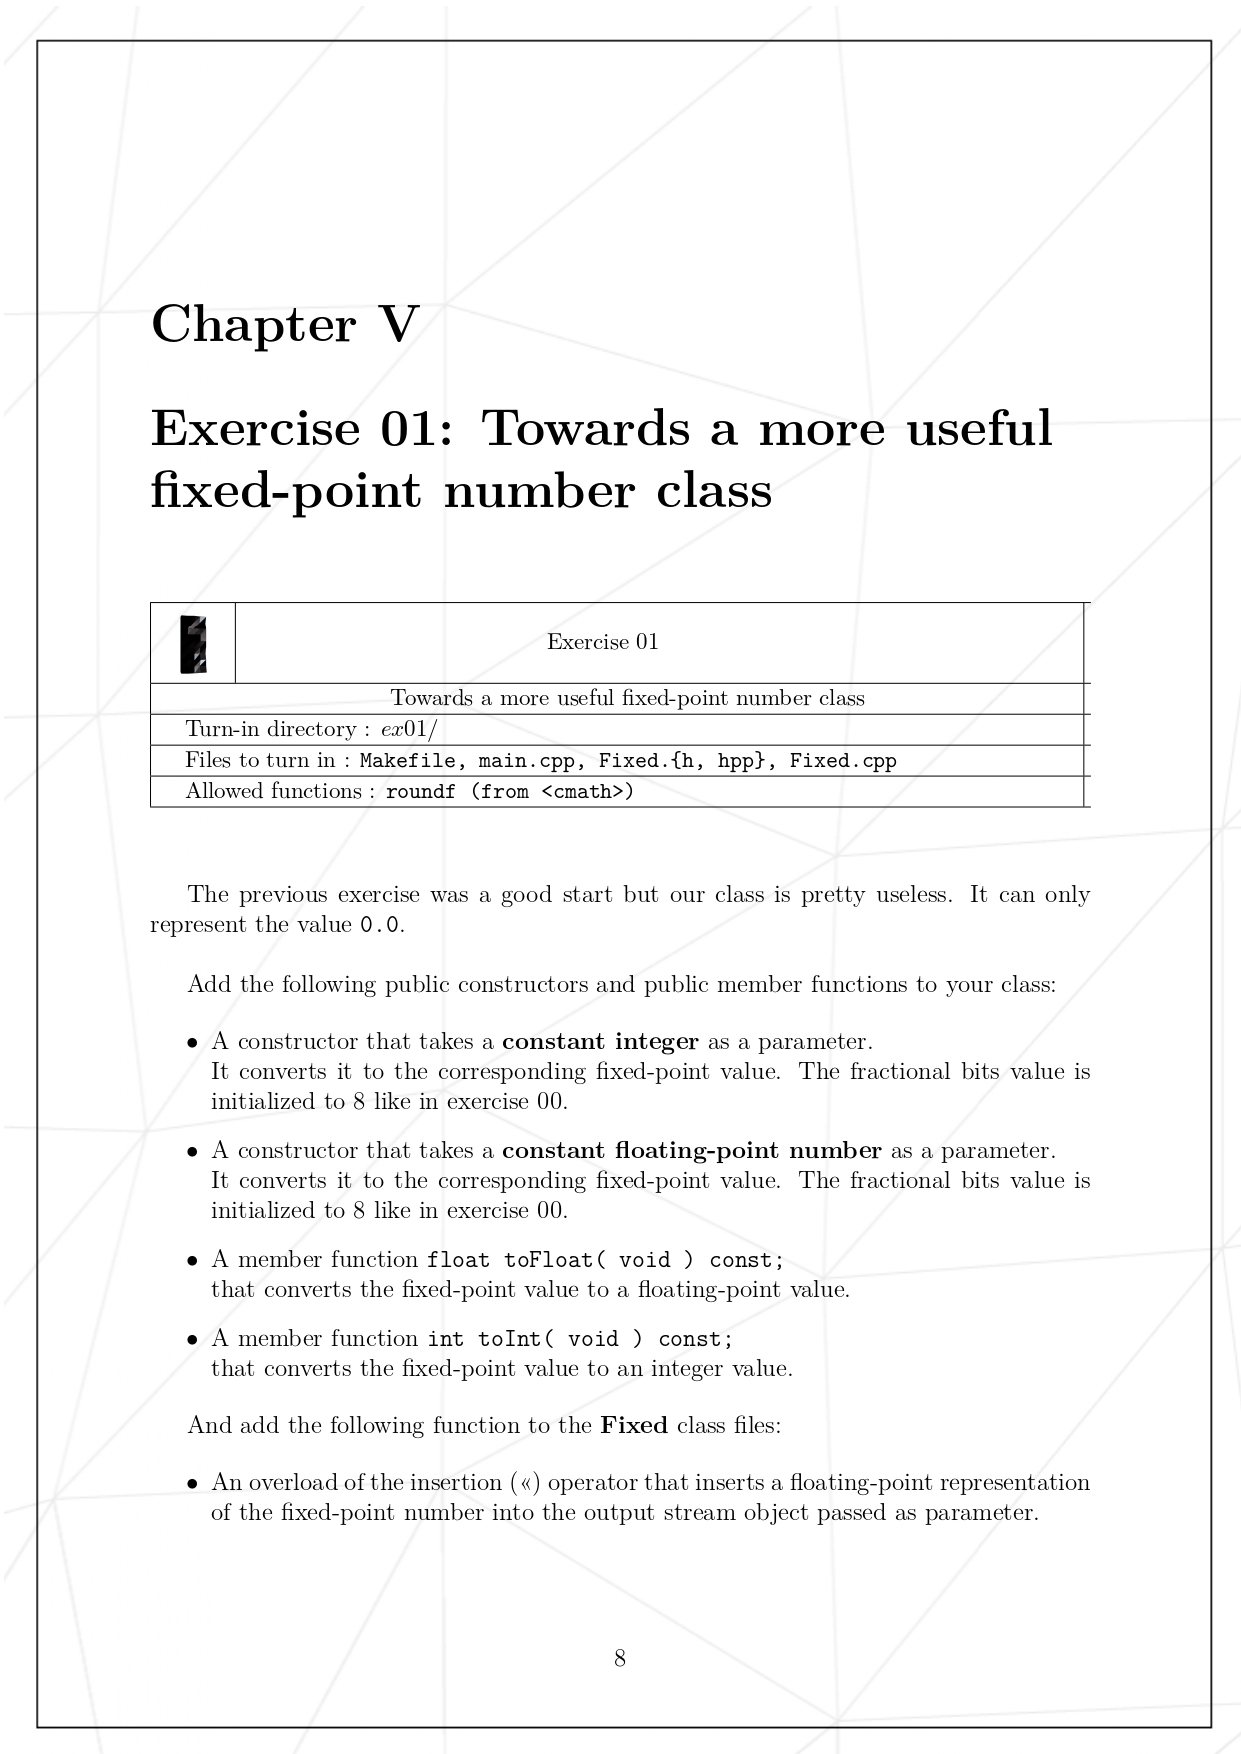 Chapter V
Exercise 01: Towards a more useful
fixed-point number class
Exercise 01
Towards a more useful fixed-point number class
Turn-in directory : ex01/
Files to turn in : Makefile, main.cpp, Fixed.{h, hpp}, Fixed.cpp
Allowed functions : roundf (from <cmath>)
The previous exercise was a good start but our class is pretty useless. It can only
represent the value 0.0.
Add the following public constructors and public member functions to your class:
• A constructor that takes a constant integer as a parameter.
It converts it to the corresponding fixed-point value. The fractional bits value is
initialized to 8 like in exercise 00.
• A constructor that takes a constant floating-point number as a parameter.
It converts it to the corresponding fixed-point value. The fractional bits value is
initialized to 8 like in exercise 00.
• A member function float toFloat( void ) const;
that converts the fixed-point value to a floating-point value.
• A member function int toInt( void ) const;
that converts the fixed-point value to an integer value.
And add the following function to the Fixed class files:
• An overload of the insertion («) operator that inserts a floating-point representation
of the fixed-point number into the output stream object passed as parameter.
8